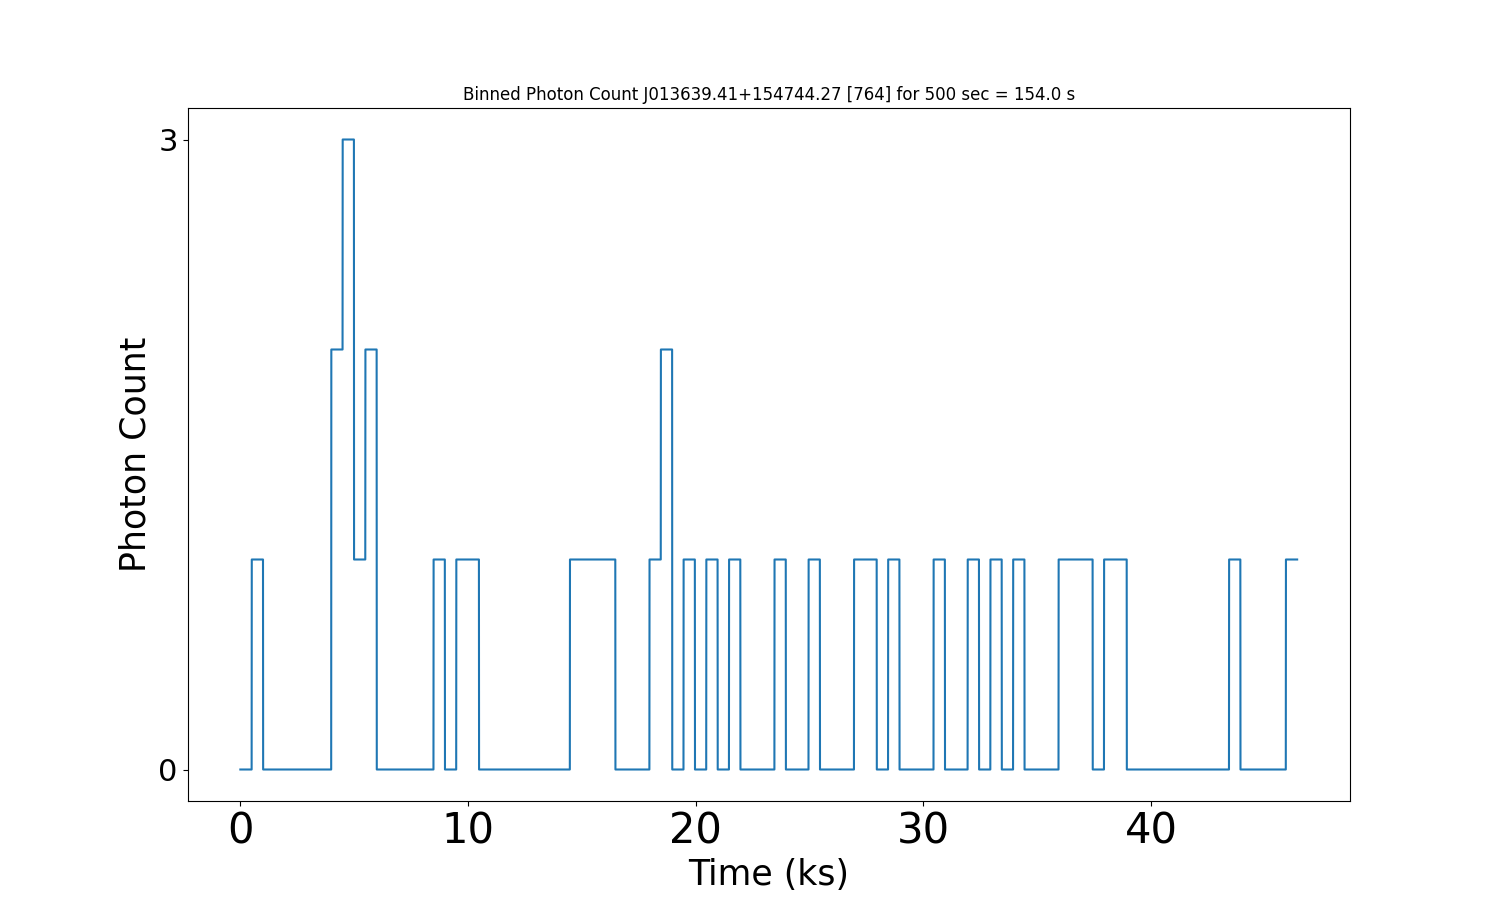 Binned Photon Count J013639.41+154744.27 [764] for 500 sec = 154.0 s
3
Photon Count
0
0 10 20 30 40
Time (ks)